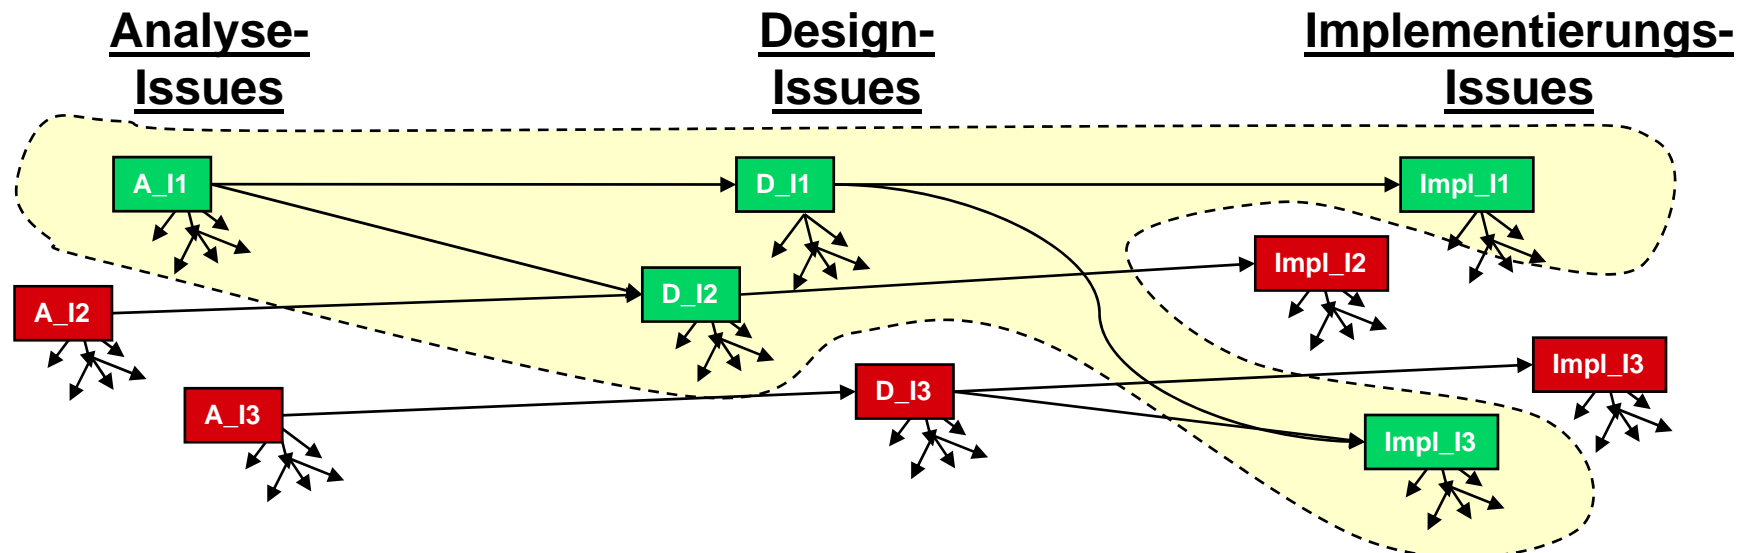 Analyse-
Issues
Design-
Issues
Implementierungs-
Issues
A_I1
D_I1
Impl_I1
Impl_I2
D_I2
A_I2
Impl_I3
D_I3
A_I3
Impl_I3